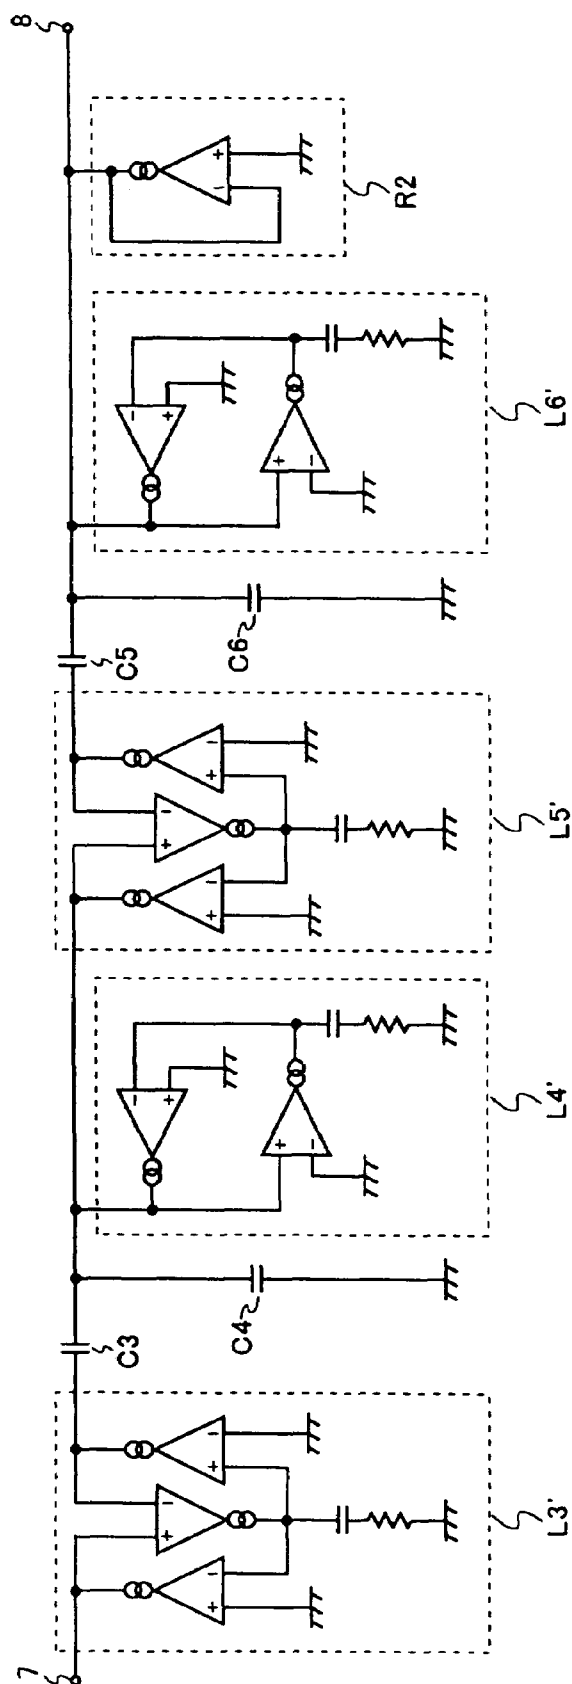 8
R2
+
−
L6'
−
+
+
−
C6
C5
L5'
−
+
−
+
−
+
L4'
−
+
+
−
C4
C3
L3'
−
+
−
+
−
+
7